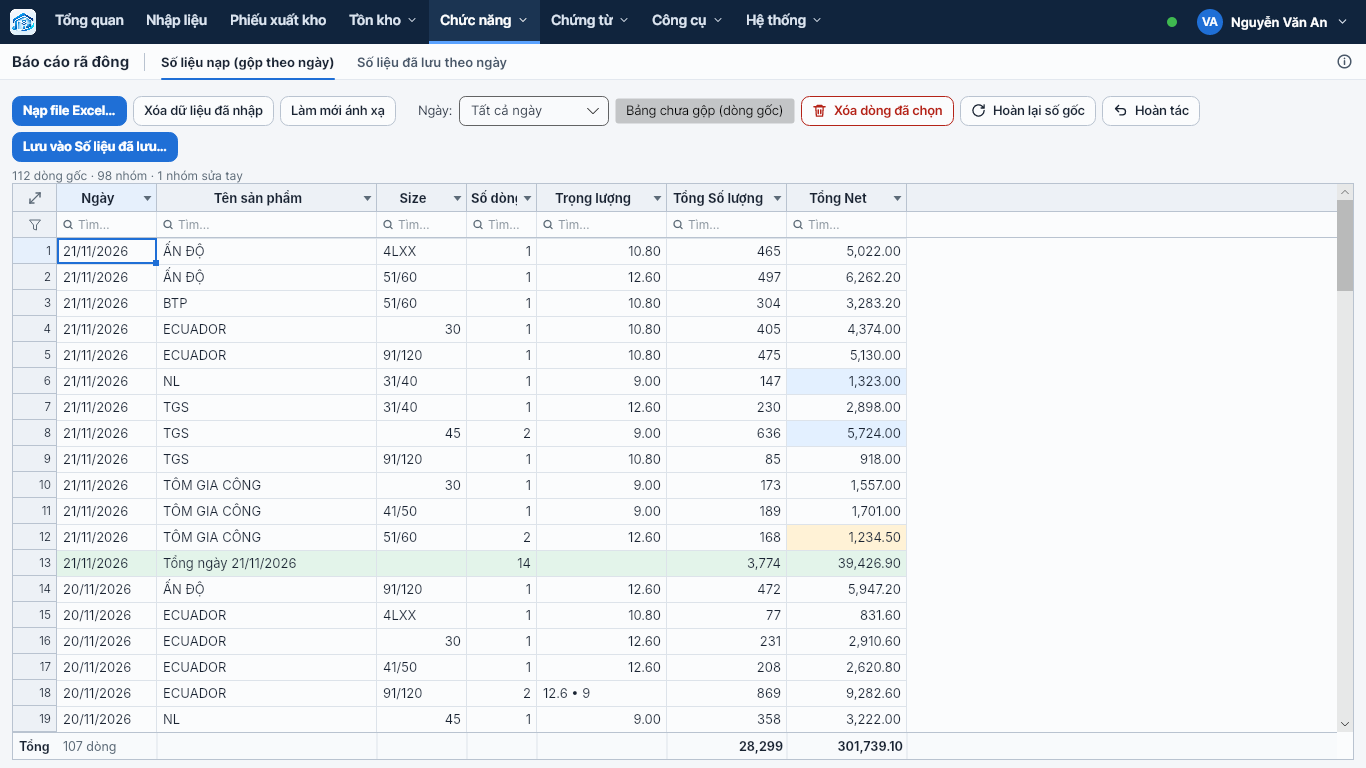 Tổng quan Nhập liệu Phiếu xuất kho Tồn kho Chức năng Chứng từ Công cụ Hệ thống VA Nguyễn Văn An
Báo cáo rã đông Số liệu nạp (gộp theo ngày) Số liệu đã lưu theo ngày
Nạp file Excel... Xóa dữ liệu đã nhập Làm mới ánh xạ Ngày: Tất cả ngày Bảng chưa gộp (dòng gốc) Xóa dòng đã chọn Hoàn lại số gốc Hoàn tác
Lưu vào Số liệu đã lưu...
112 dòng gốc · 98 nhóm · 1 nhóm sửa tay
Ngày Tên sản phẩm Size Số dòng Trọng lượng Tổng Số lượng Tổng Net
Tìm... Tìm... Tìm... Tìm... Tìm... Tìm... Tìm...
1 21/11/2026 ẤN ĐỘ 4LXX 1 10.80 465 5,022.00
2 21/11/2026 ẤN ĐỘ 51/60 1 12.60 497 6,262.20
3 21/11/2026 BTP 51/60 1 10.80 304 3,283.20
4 21/11/2026 ECUADOR 30 1 10.80 405 4,374.00
5 21/11/2026 ECUADOR 91/120 1 10.80 475 5,130.00
6 21/11/2026 NL 31/40 1 9.00 147 1,323.00
7 21/11/2026 TGS 31/40 1 12.60 230 2,898.00
8 21/11/2026 TGS 45 2 9.00 636 5,724.00
9 21/11/2026 TGS 91/120 1 10.80 85 918.00
10 21/11/2026 TÔM GIA CÔNG 30 1 9.00 173 1,557.00
11 21/11/2026 TÔM GIA CÔNG 41/50 1 9.00 189 1,701.00
12 21/11/2026 TÔM GIA CÔNG 51/60 2 12.60 168 1,234.50
13 21/11/2026 Tổng ngày 21/11/2026 14 3,774 39,426.90
14 20/11/2026 ẤN ĐỘ 91/120 1 12.60 472 5,947.20
15 20/11/2026 ECUADOR 4LXX 1 10.80 77 831.60
16 20/11/2026 ECUADOR 30 1 12.60 231 2,910.60
17 20/11/2026 ECUADOR 41/50 1 12.60 208 2,620.80
18 20/11/2026 ECUADOR 91/120 2 12.6 • 9 869 9,282.60
19 20/11/2026 NL 45 1 9.00 358 3,222.00
Tổng 107 dòng 28,299 301,739.10